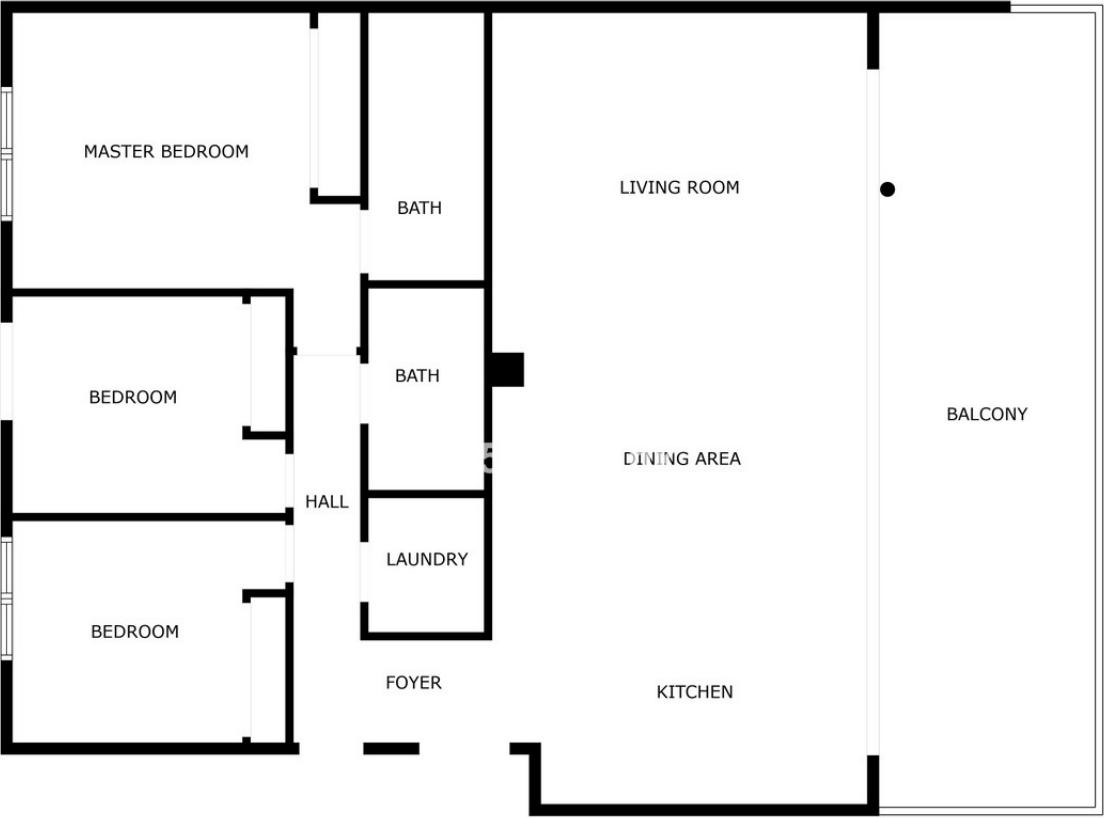 MASTER BEDROOM
LIVING ROOM
BATH
BATH
BEDROOM
BALCONY
DINING AREA
HALL
LAUNDRY
BEDROOM
FOYER
KITCHEN